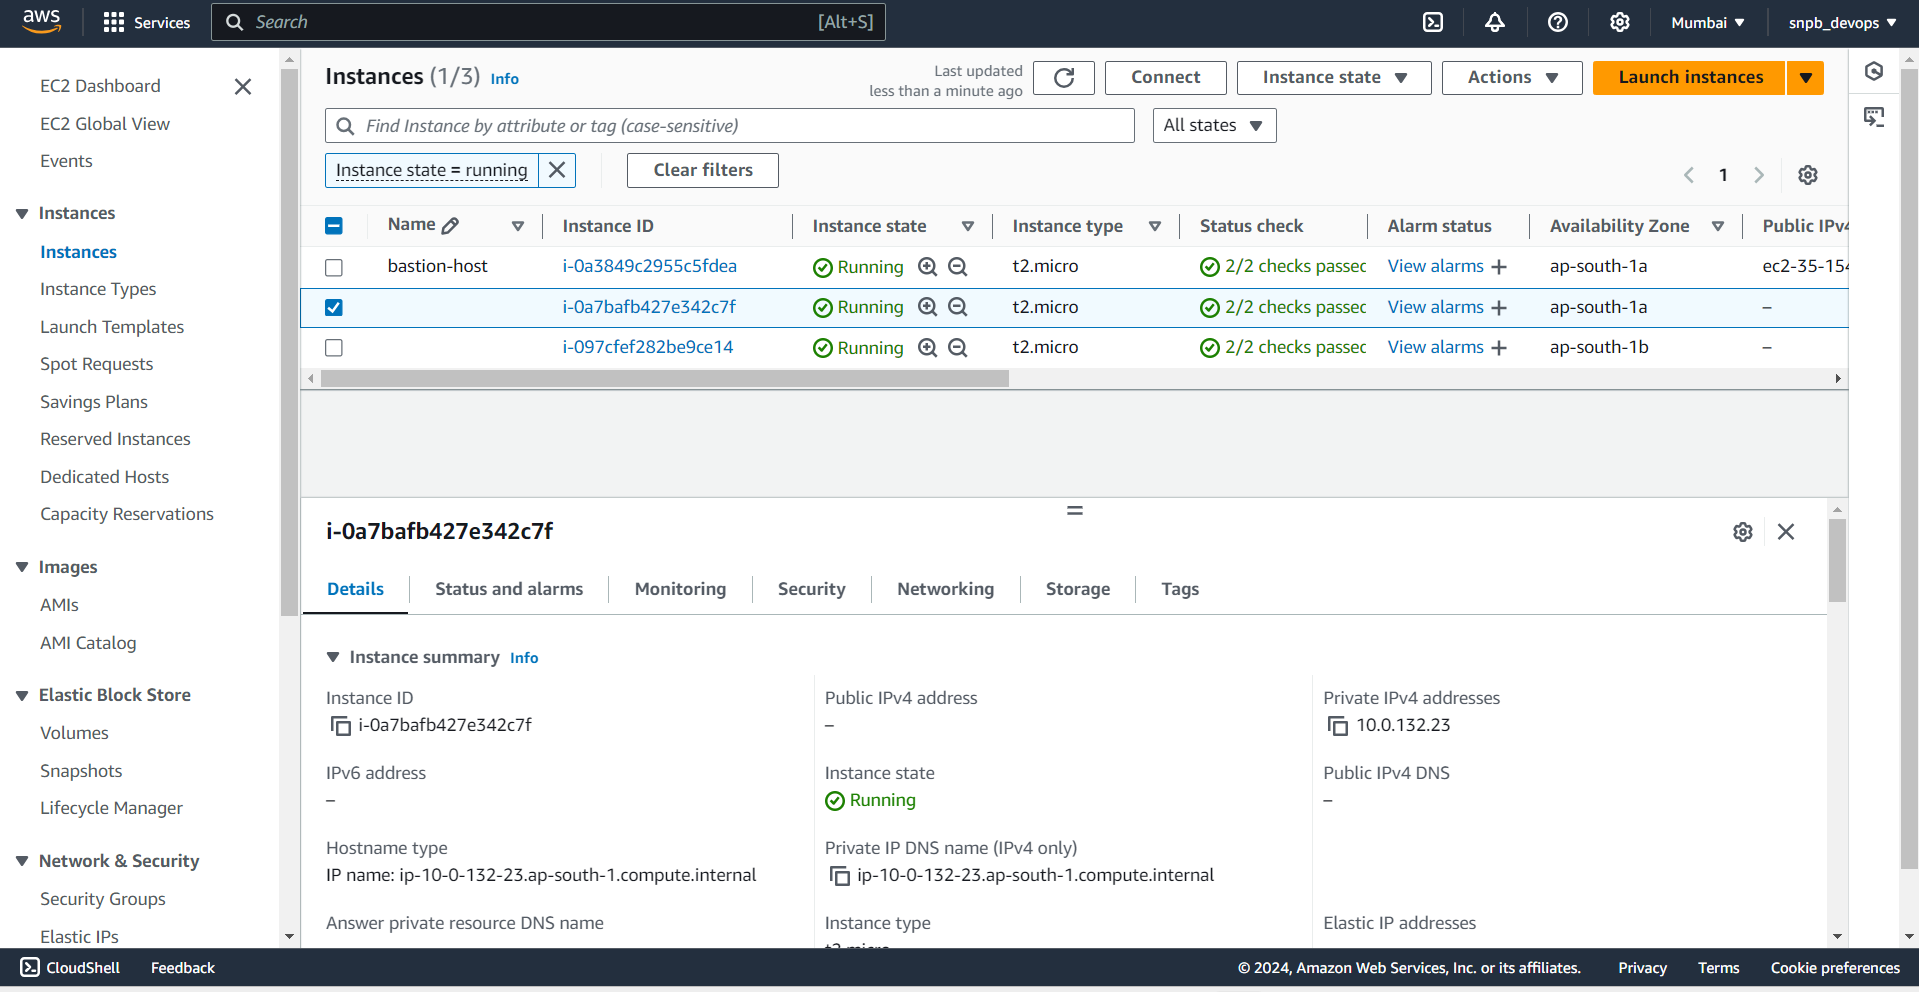 aws
Services
Search
[Alt+S]
Mumbai
snpb_devops
EC2 Dashboard
EC2 Global View
Events
Instances
Instances
Instance Types
Launch Templates
Spot Requests
Savings Plans
Reserved Instances
Dedicated Hosts
Capacity Reservations
Images
AMIs
AMI Catalog
Elastic Block Store
Volumes
Snapshots
Lifecycle Manager
Network & Security
Security Groups
Elastic IPs
Instances (1/3) Info
Last updated
less than a minute ago
Connect
Instance state
Actions
Launch instances
Find Instance by attribute or tag (case-sensitive)
All states
Instance state = running
Clear filters
1
Name Instance ID Instance state Instance type Status check Alarm status Availability Zone Public IPv4
bastion-host i-0a3849c2955c5fdea Running t2.micro 2/2 checks passed View alarms + ap-south-1a ec2-35-154
i-0a7bafb427e342c7f Running t2.micro 2/2 checks passed View alarms + ap-south-1a –
i-097cfef282be9ce14 Running t2.micro 2/2 checks passed View alarms + ap-south-1b –
i-0a7bafb427e342c7f
Details
Status and alarms
Monitoring
Security
Networking
Storage
Tags
Instance summary Info
Instance ID
i-0a7bafb427e342c7f
Public IPv4 address
–
Private IPv4 addresses
10.0.132.23
IPv6 address
–
Instance state
Running
Public IPv4 DNS
–
Hostname type
IP name: ip-10-0-132-23.ap-south-1.compute.internal
Private IP DNS name (IPv4 only)
ip-10-0-132-23.ap-south-1.compute.internal
Answer private resource DNS name
Instance type
t2.micro
Elastic IP addresses
CloudShell
Feedback
© 2024, Amazon Web Services, Inc. or its affiliates.
Privacy
Terms
Cookie preferences